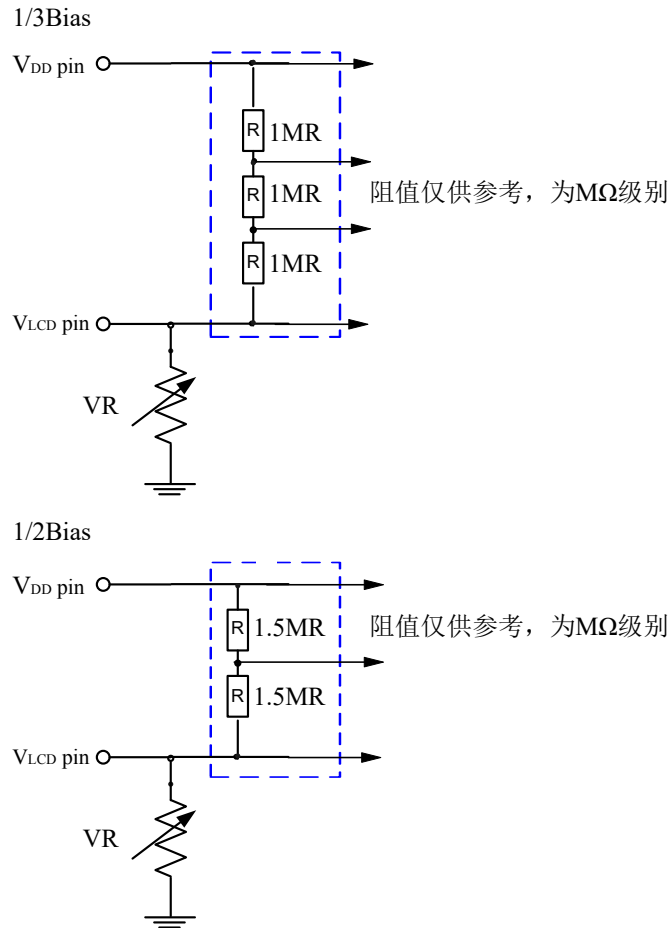 1/3Bias
VDD pin
R 1MR
R 1MR
阻值仅供参考，为MΩ级别
R 1MR
VLCD pin
VR
1/2Bias
VDD pin
R 1.5MR
阻值仅供参考，为MΩ级别
R 1.5MR
VLCD pin
VR